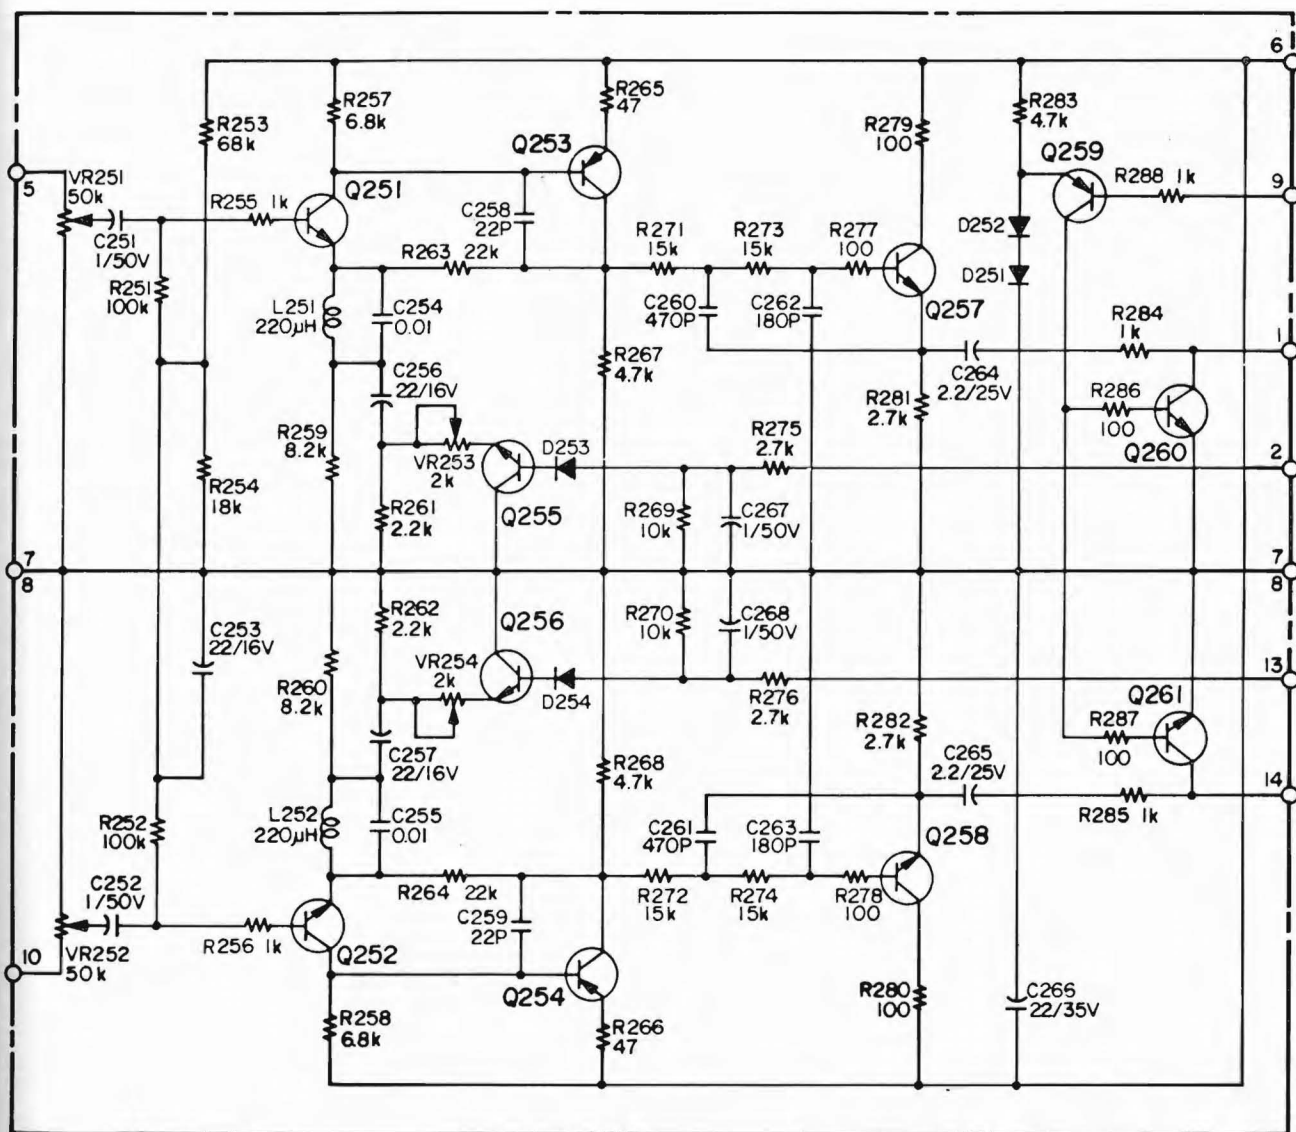 6
R257
6.8k
R265
47
R253
68k
Q253
R279
100
R283
4.7k
Q259
5
VR251
50k
R255 1k
Q251
R288 1k
9
C258
22P
C251
1/50V
R263 22k
R271
15k
R273
15k
R277
100
D252
R251
100k
L251
220μH
C254
0.01
C260
470P
C262
180P
Q257
D251
R284
1k
1
C256
22/16V
R267
4.7k
C264
2.2/25V
R281
2.7k
R286
100
R259
8.2k
D253
R275
2.7k
Q260
VR253
2k
2
R254
18k
R261
2.2k
Q255
R269
10k
C267
1/50V
7
8
7
8
R262
2.2k
Q256
R270
10k
C268
1/50V
C253
22/16V
VR254
2k
13
R260
8.2k
D254
R276
2.7k
R282
2.7k
Q261
R287
100
C257
22/16V
R268
4.7k
C265
2.2/25V
14
R252
100k
L252
220μH
C255
0.01
C261
470P
C263
180P
Q258
R285 1k
C252
1/50V
R264 22k
R272
15k
R274
15k
R278
100
C259
22P
R256 1k
Q252
10
VR252
50k
Q254
R280
100
C266
22/35V
R258
6.8k
R266
47